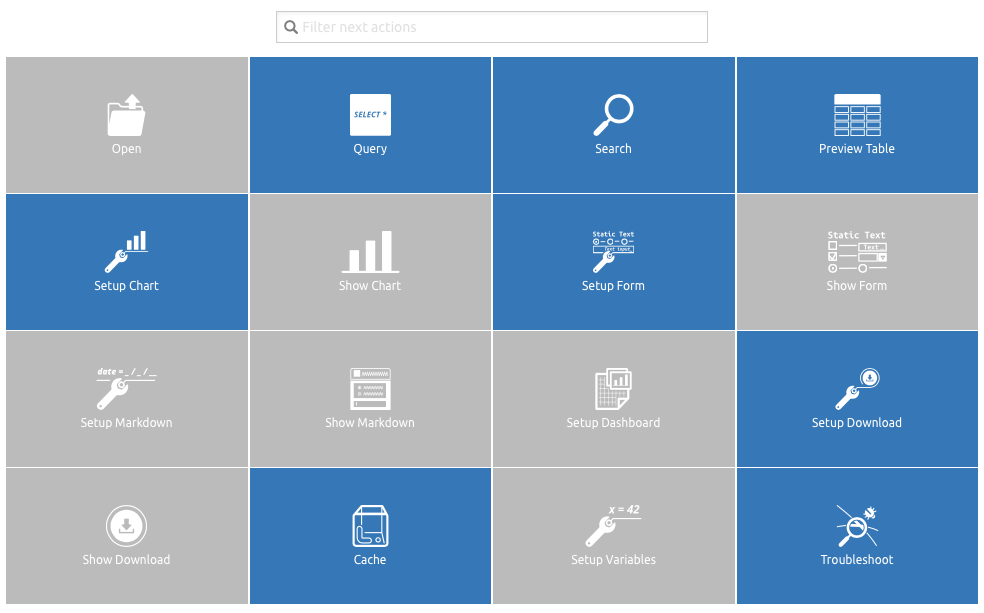 Filter next actions
Open
SELECT *
Query
Search
Preview Table
Setup Chart
Show Chart
Static Text
Text input
Setup Form
Static Text
Text
Show Form
date = _ / _ / __
Setup Markdown
Show Markdown
Setup Dashboard
Setup Download
Show Download
Cache
x = 42
Setup Variables
Troubleshoot